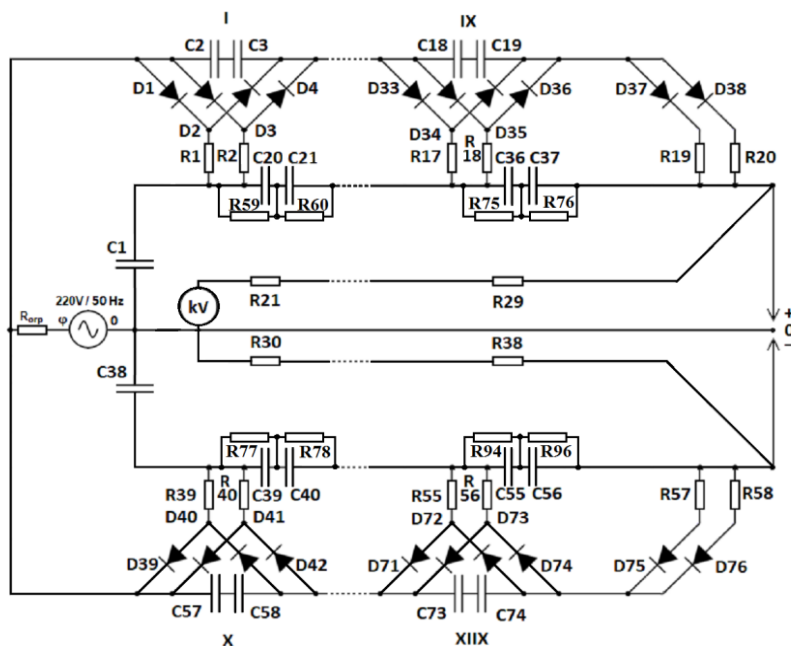 I IX
C2 C3 C18 C19
D1 D4 D33 D36 D37 D38
D2 D3 D34 D35
R1 R2 C20 C21 R17 R 18 C36 C37 R19 R20
R59 R60 R75 R76
C1
R21 R29
220V / 50 Hz kV
Rогр φ 0 + 0 −
R30 R38
C38
R77 R78 R94 R96
R39 R 40 C39 C40 R55 R 56 C55 C56 R57 R58
D40 D41 D72 D73
D39 D42 D71 D74 D75 D76
C57 C58 C73 C74
X XIIX